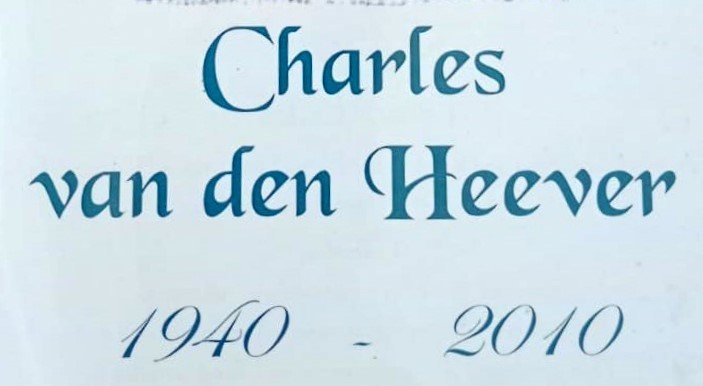 Charles
van den Heever
1940 - 2010